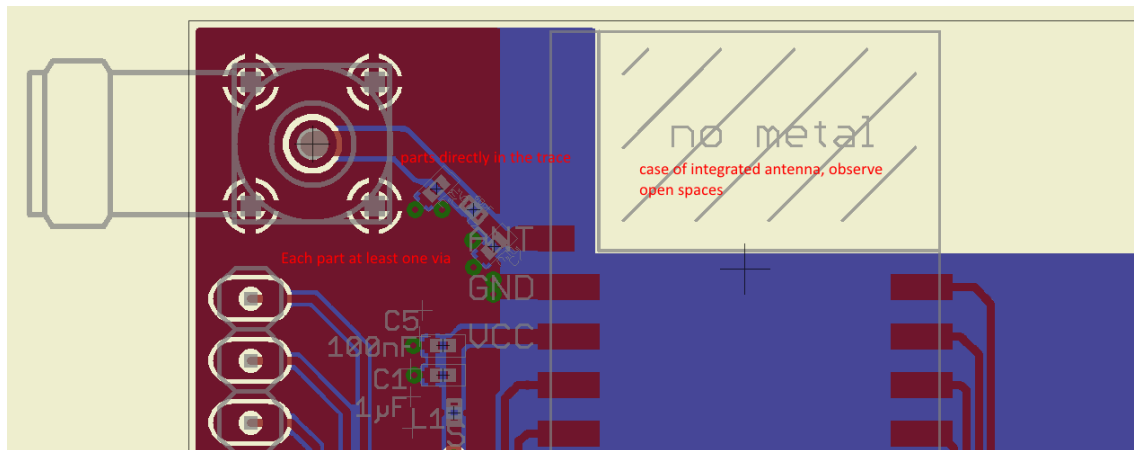 no metal
parts directly in the trace
case of integrated antenna, observe
open spaces
ANT
Each part at least one via
GND
C5
100nF
VCC
C1
1µF
L1